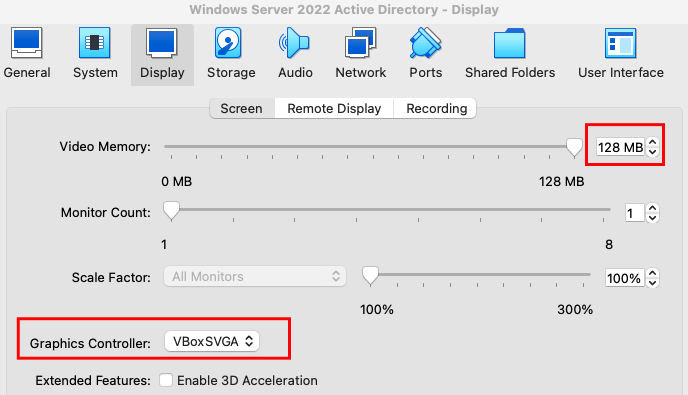 Windows Server 2022 Active Directory - Display
General System Display Storage Audio Network Ports Shared Folders User Interface
Screen Remote Display Recording
Video Memory: 128 MB
0 MB 128 MB
Monitor Count: 1
1 8
Scale Factor: All Monitors 100%
100% 300%
Graphics Controller: VBoxSVGA
Extended Features: Enable 3D Acceleration